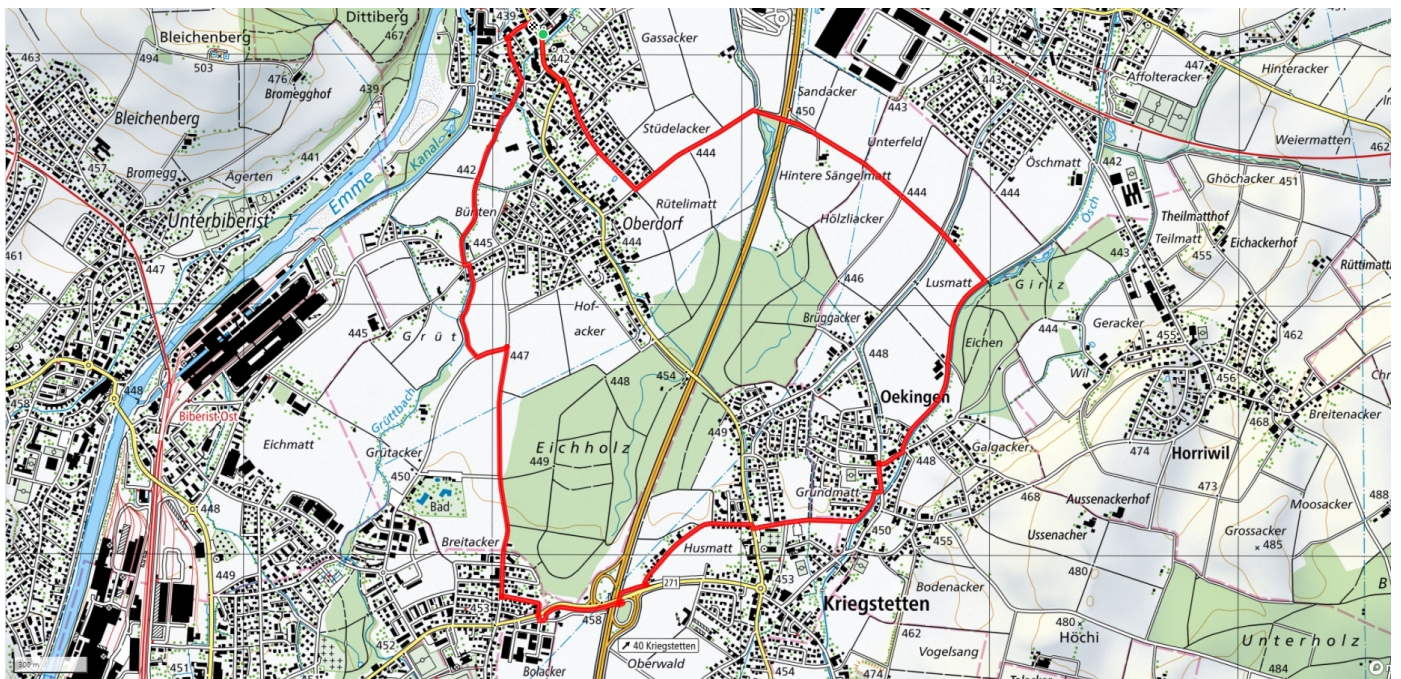 Dittiberg
439
467
Bleichenberg
494
503
463
476
Bromegghof
439
442
Gassacker
Sandacker
450
443
443
Affolteracker
447
Hinteracker
Weiermatten
462
Bleichenberg
457
Bromegg
441
Ägerten
Kanal
Emme
442
Stüdelacker
444
Unterfeld
Öschmatt
442
Ghöchacker
451
Hintere Sängelmatt
444
444
Unterbiberist
461
447
Bünten
445
Rütelimatt
Oberdorf
444
Hölzliacker
Ösch
Theilmatthof
Teilmatt
455
Eichackerhof
443
Rüttimatt
446
Lusmatt
Giriz
Hof-
acker
445
Grüt
447
Brüggacker
448
Eichen
444
Geracker
455
462
Wil
448
454
448
458
Biberist Ost
Grüttbach
Oekingen
456
Breitenacker
468
Eichmatt
Grütacker
450
Bad
Eichholz
449
449
448
Galgacker
474
Horriwil
468
473
Moosacker
488
Grundmatt
Aussenackerhof
Grossacker
485
448
450
Ussenacher
Breitacker
Husmatt
455
449
453
271
453
Bodenacker
480
B
Kriegstetten
458
452
462
480
Höchi
Unterholz
40 Kriegstetten
Vogelsang
484
300 m
451
Bolacker
Oberwald
454
474